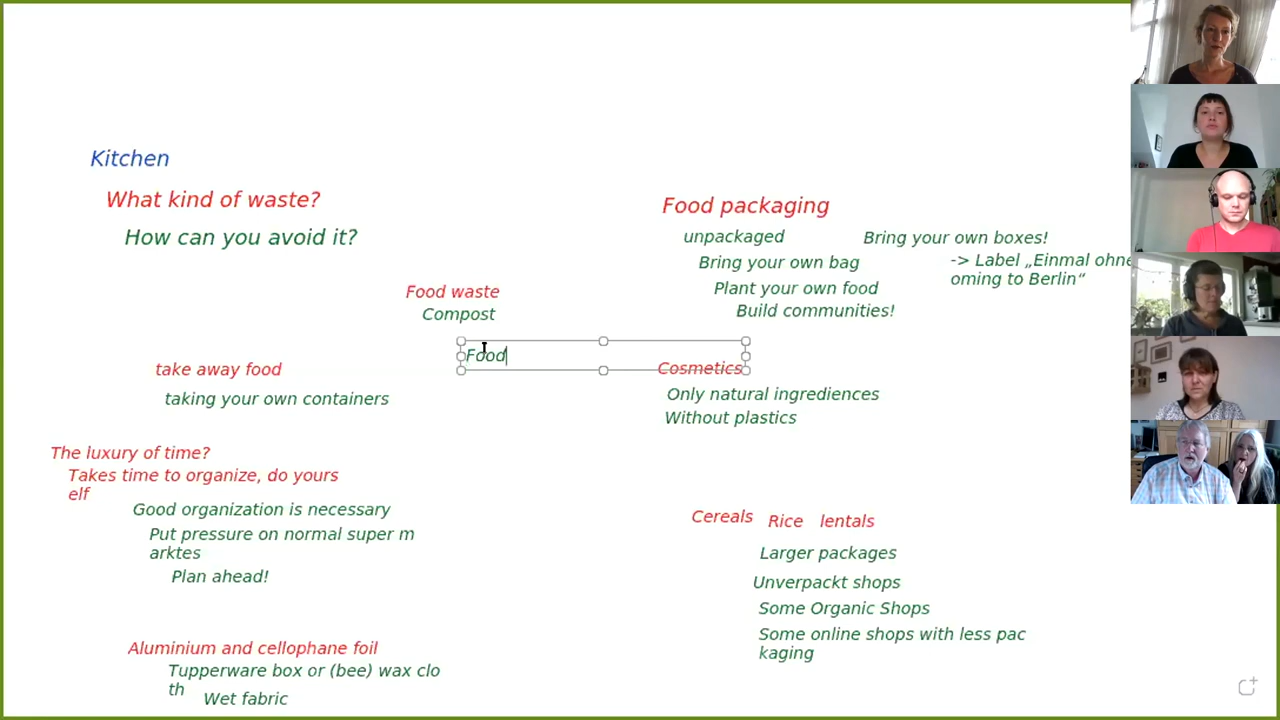 Kitchen
What kind of waste?
How can you avoid it?
Food waste
Compost
Food
take away food
taking your own containers
The luxury of time?
Takes time to organize, do yours
elf
Good organization is necessary
Put pressure on normal super m
arktes
Plan ahead!
Aluminium and cellophane foil
Tupperware box or (bee) wax clo
th
Wet fabric
Food packaging
unpackaged
Bring your own boxes!
Bring your own bag
-> Label „Einmal ohne
oming to Berlin“
Plant your own food
Build communities!
Cosmetics
Only natural ingrediences
Without plastics
Cereals Rice lentals
Larger packages
Unverpackt shops
Some Organic Shops
Some online shops with less pac
kaging